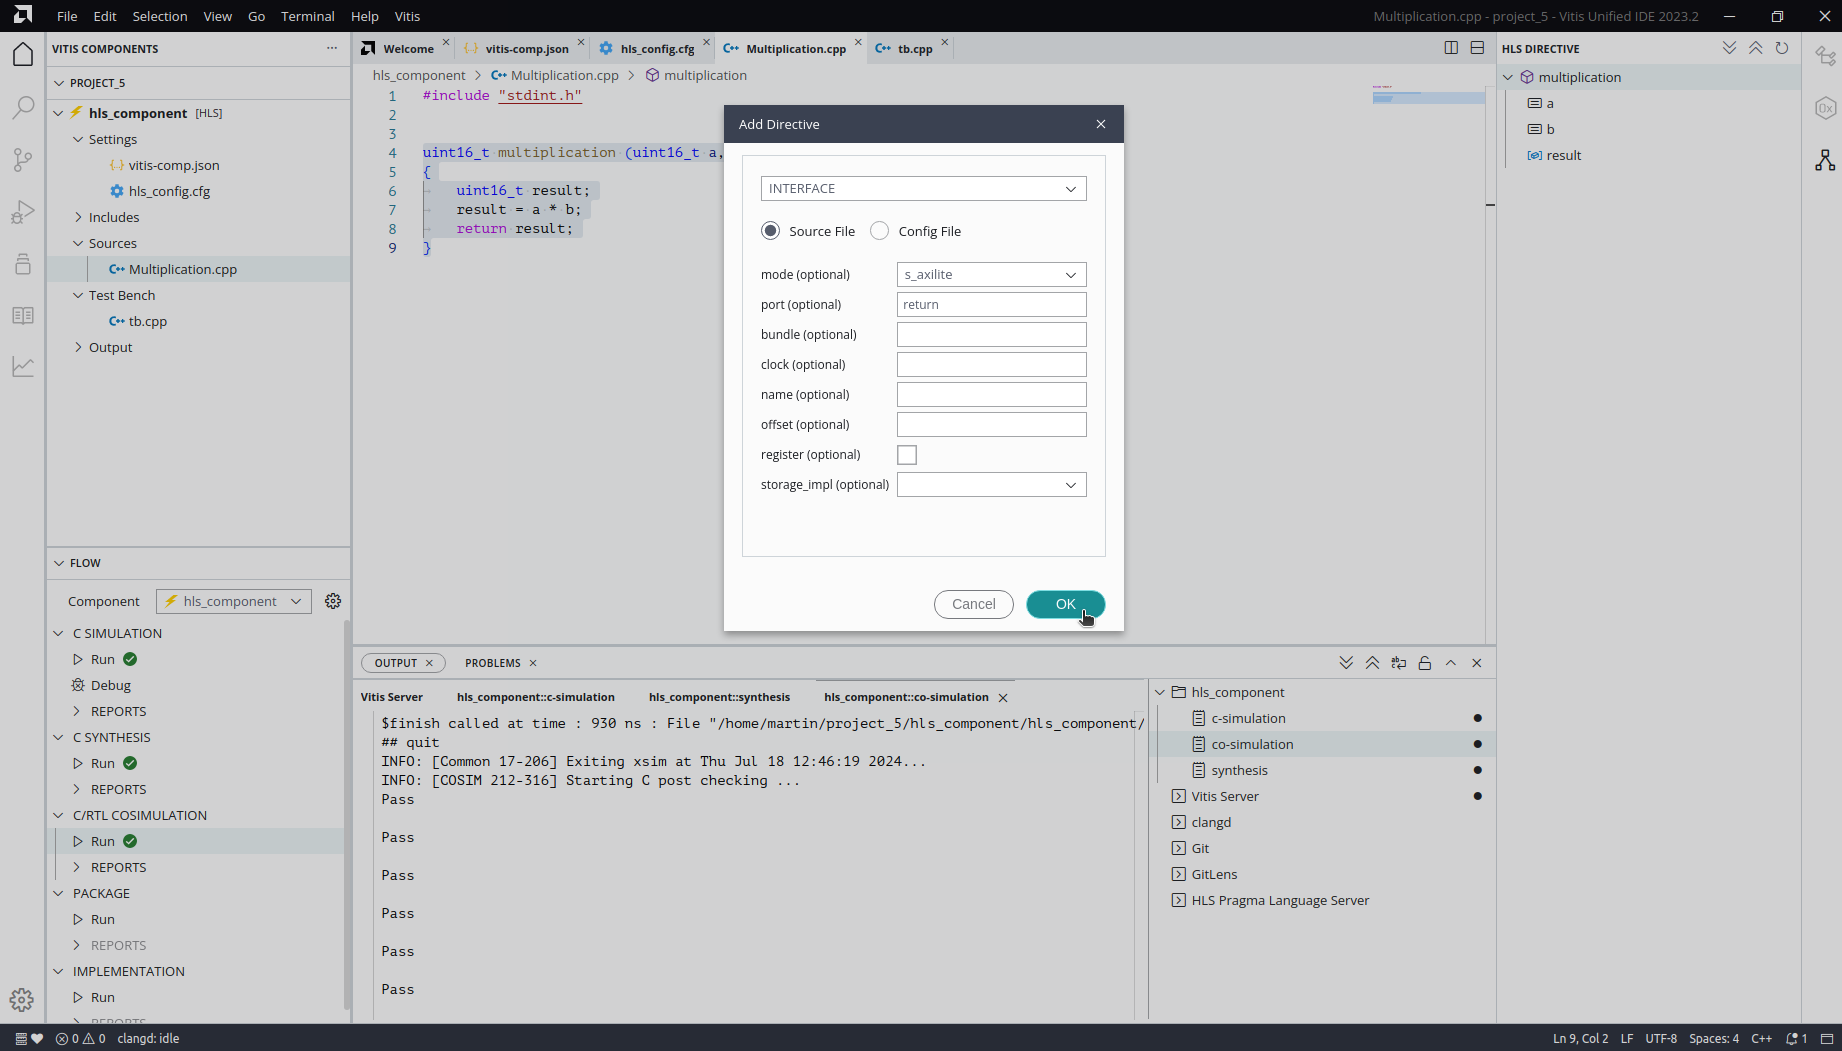 File Edit Selection View Go Terminal Help Vitis
Multiplication.cpp - project_5 - Vitis Unified IDE 2023.2
VITIS COMPONENTS
PROJECT_5
hls_component [HLS]
Settings
{..} vitis-comp.json
hls_config.cfg
Includes
Sources
C++ Multiplication.cpp
Test Bench
C++ tb.cpp
Output
FLOW
Component hls_component
C SIMULATION
Run
Debug
REPORTS
C SYNTHESIS
Run
REPORTS
C/RTL COSIMULATION
Run
REPORTS
PACKAGE
Run
REPORTS
IMPLEMENTATION
Run
REPORTS
Welcome
{..} vitis-comp.json
hls_config.cfg
C++ Multiplication.cpp
C++ tb.cpp
hls_component > C++ Multiplication.cpp > multiplication
1 #include "stdint.h"
2
3
4 uint16_t multiplication (uint16_t a,
5 {
6 uint16_t result;
7 result = a * b;
8 return result;
9 }
Add Directive
INTERFACE
Source File Config File
mode (optional) s_axilite
port (optional) return
bundle (optional)
clock (optional)
name (optional)
offset (optional)
register (optional)
storage_impl (optional)
Cancel OK
HLS DIRECTIVE
multiplication
a
b
result
OUTPUT PROBLEMS
Vitis Server hls_component::c-simulation hls_component::synthesis hls_component::co-simulation
$finish called at time : 930 ns : File "/home/martin/project_5/hls_component/hls_component/
## quit
INFO: [Common 17-206] Exiting xsim at Thu Jul 18 12:46:19 2024...
INFO: [COSIM 212-316] Starting C post checking ...
Pass
Pass
Pass
Pass
Pass
Pass
hls_component
c-simulation
co-simulation
synthesis
Vitis Server
clangd
Git
GitLens
HLS Pragma Language Server
0 0 clangd: idle
Ln 9, Col 2 LF UTF-8 Spaces: 4 C++ 1